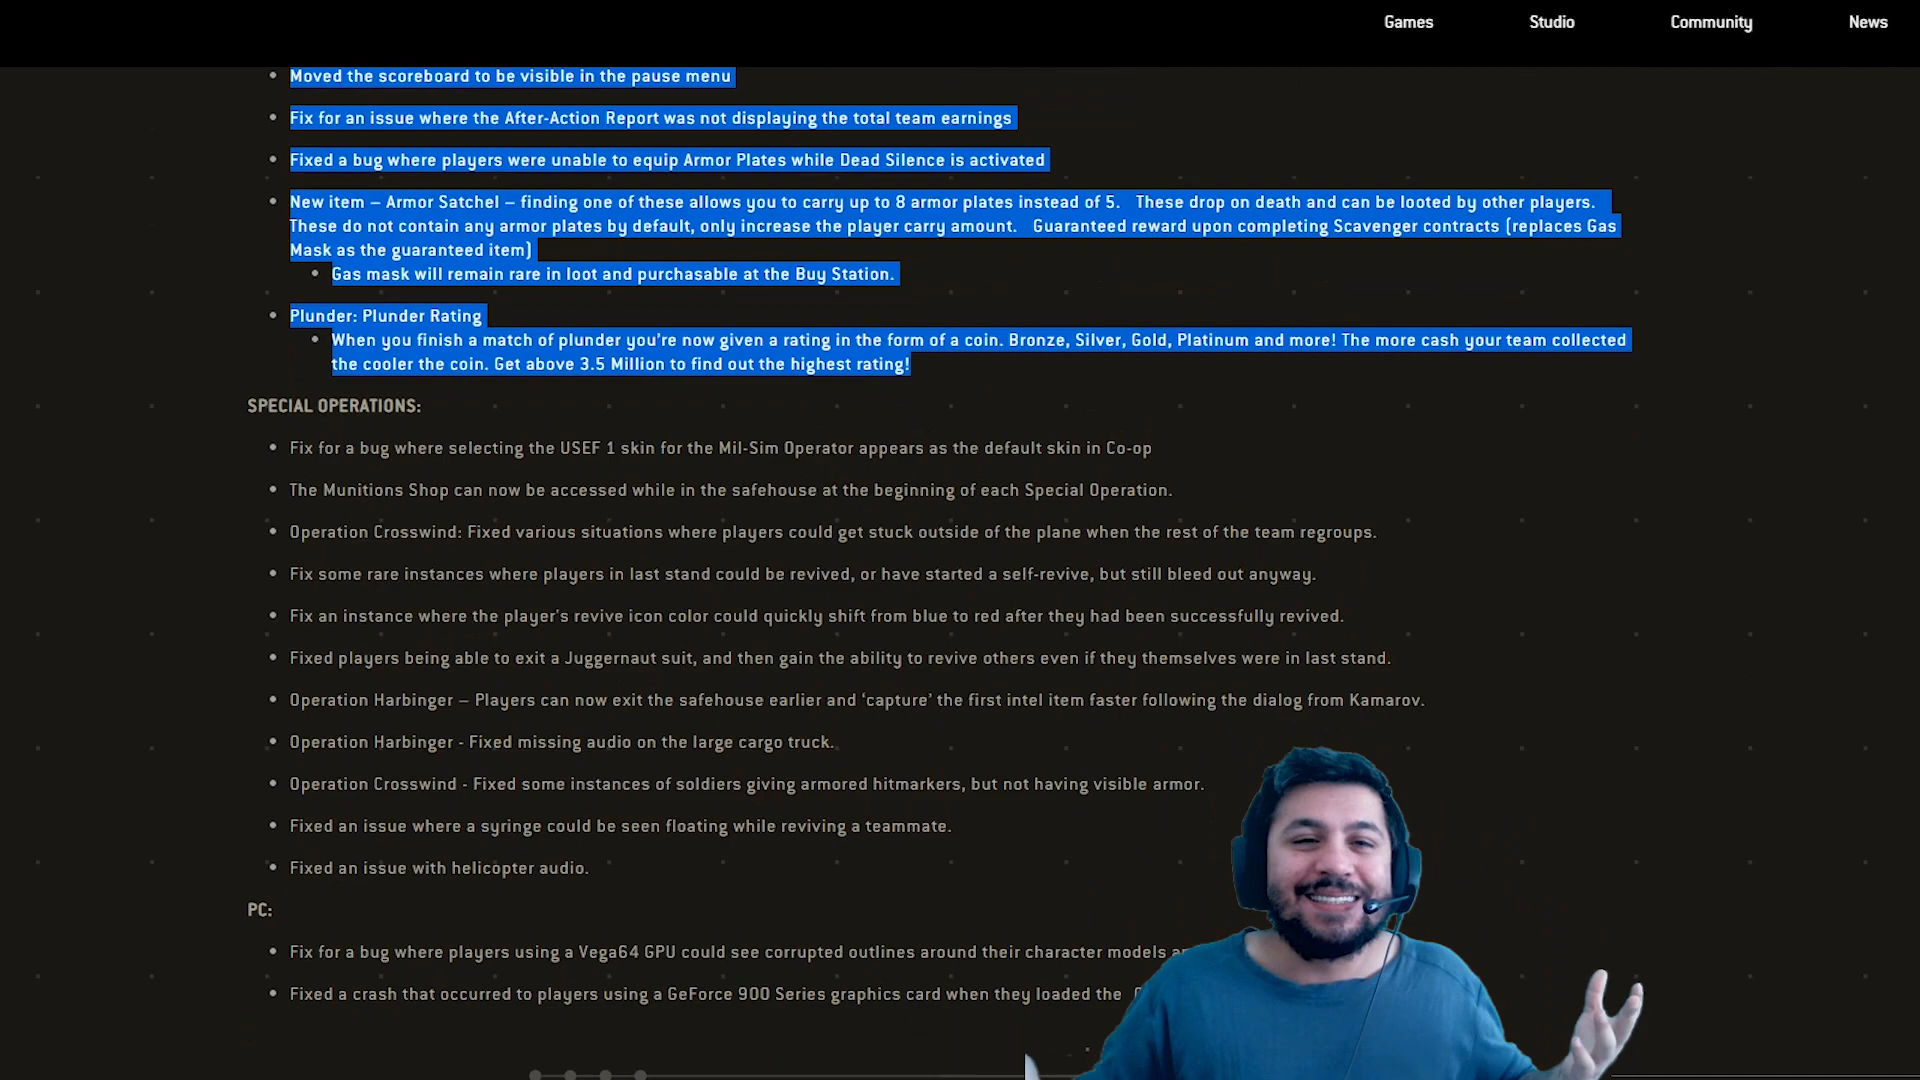 Games Studio Community News
Moved the scoreboard to be visible in the pause menu
Fix for an issue where the After-Action Report was not displaying the total team earnings
Fixed a bug where players were unable to equip Armor Plates while Dead Silence is activated
New item – Armor Satchel – finding one of these allows you to carry up to 8 armor plates instead of 5. These drop on death and can be looted by other players.
These do not contain any armor plates by default, only increase the player carry amount. Guaranteed reward upon completing Scavenger contracts (replaces Gas
Mask as the guaranteed item)
Gas mask will remain rare in loot and purchasable at the Buy Station.
Plunder: Plunder Rating
When you finish a match of plunder you’re now given a rating in the form of a coin. Bronze, Silver, Gold, Platinum and more! The more cash your team collected
the cooler the coin. Get above 3.5 Million to find out the highest rating!
SPECIAL OPERATIONS:
Fix for a bug where selecting the USEF 1 skin for the Mil-Sim Operator appears as the default skin in Co-op
The Munitions Shop can now be accessed while in the safehouse at the beginning of each Special Operation.
Operation Crosswind: Fixed various situations where players could get stuck outside of the plane when the rest of the team regroups.
Fix some rare instances where players in last stand could be revived, or have started a self-revive, but still bleed out anyway.
Fix an instance where the player's revive icon color could quickly shift from blue to red after they had been successfully revived.
Fixed players being able to exit a Juggernaut suit, and then gain the ability to revive others even if they themselves were in last stand.
Operation Harbinger – Players can now exit the safehouse earlier and ‘capture’ the first intel item faster following the dialog from Kamarov.
Operation Harbinger - Fixed missing audio on the large cargo truck.
Operation Crosswind - Fixed some instances of soldiers giving armored hitmarkers, but not having visible armor.
Fixed an issue where a syringe could be seen floating while reviving a teammate.
Fixed an issue with helicopter audio.
PC:
Fix for a bug where players using a Vega64 GPU could see corrupted outlines around their character models
Fixed a crash that occurred to players using a GeForce 900 Series graphics card when they loaded the